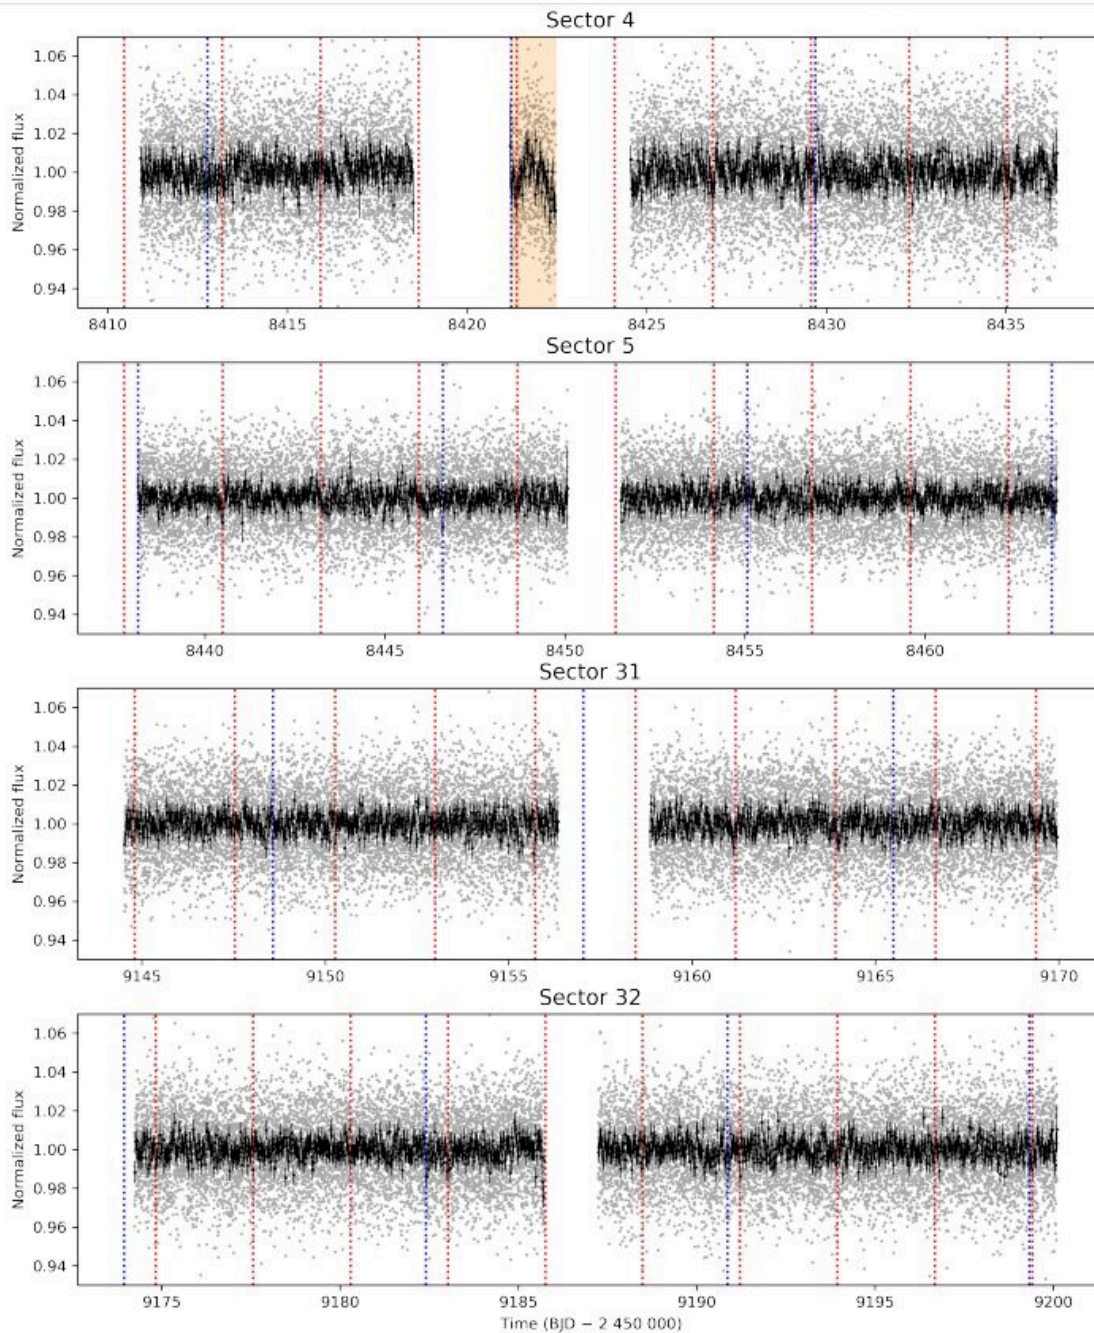 Sector 4
1.06
1.04
1.02
1.00
0.98
0.96
0.94
Normalized flux
8410 8415 8420 8425 8430 8435
Sector 5
1.06
1.04
1.02
1.00
0.98
0.96
0.94
Normalized flux
8440 8445 8450 8455 8460
Sector 31
1.06
1.04
1.02
1.00
0.98
0.96
0.94
Normalized flux
9145 9150 9155 9160 9165 9170
Sector 32
1.06
1.04
1.02
1.00
0.98
0.96
0.94
Normalized flux
9175 9180 9185 9190 9195 9200
Time (BJD − 2 450 000)